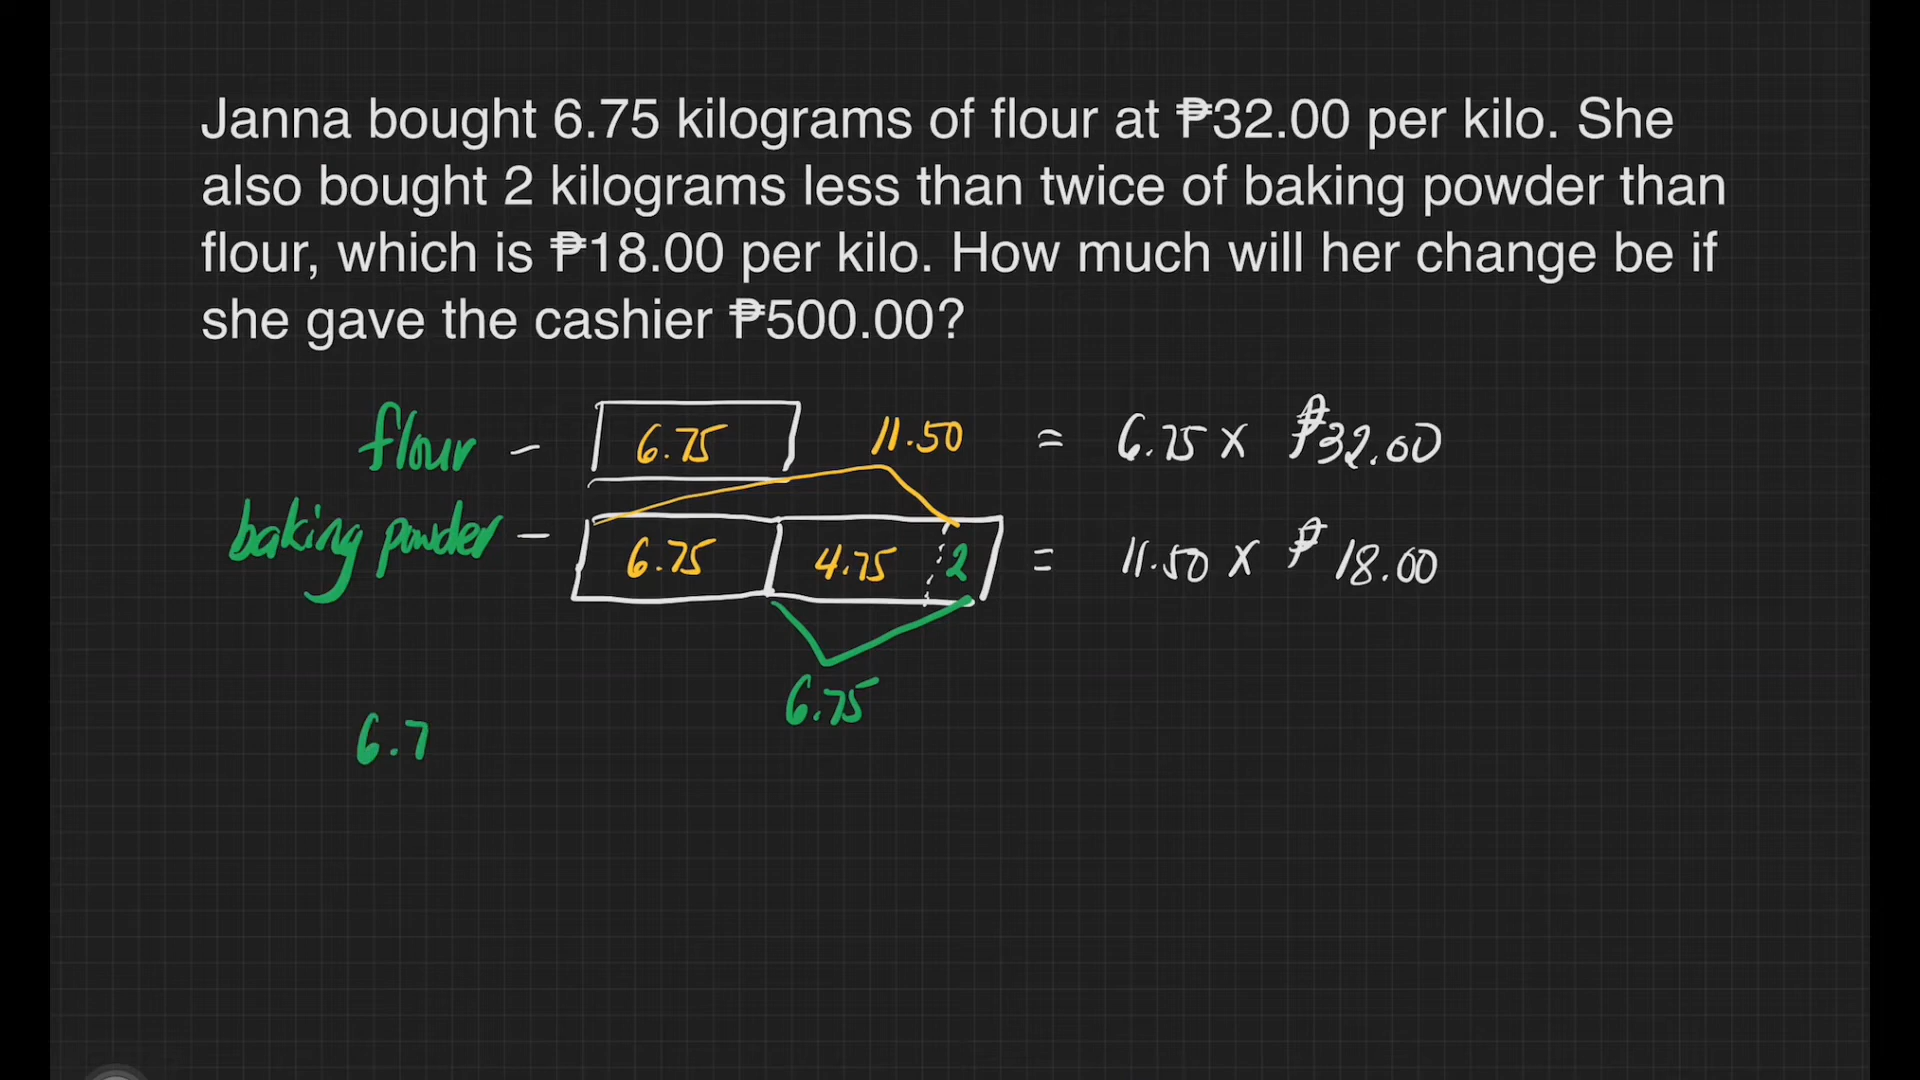 Janna bought 6.75 kilograms of flour at ₱32.00 per kilo. She
also bought 2 kilograms less than twice of baking powder than
flour, which is ₱18.00 per kilo. How much will her change be if
she gave the cashier ₱500.00?
flour - 6.75 11.50 = 6.75 x ₱32.00
baking powder - 6.75 4.75 2 = 11.50 x ₱18.00
6.75
6.7